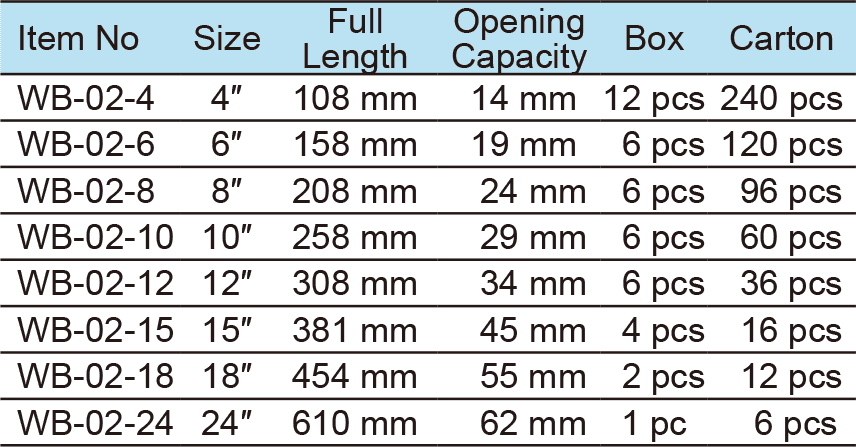 Item No Size Full Length Opening Capacity Box Carton
WB-02-4 4″ 108 mm 14 mm 12 pcs 240 pcs
WB-02-6 6″ 158 mm 19 mm 6 pcs 120 pcs
WB-02-8 8″ 208 mm 24 mm 6 pcs 96 pcs
WB-02-10 10″ 258 mm 29 mm 6 pcs 60 pcs
WB-02-12 12″ 308 mm 34 mm 6 pcs 36 pcs
WB-02-15 15″ 381 mm 45 mm 4 pcs 16 pcs
WB-02-18 18″ 454 mm 55 mm 2 pcs 12 pcs
WB-02-24 24″ 610 mm 62 mm 1 pc 6 pcs